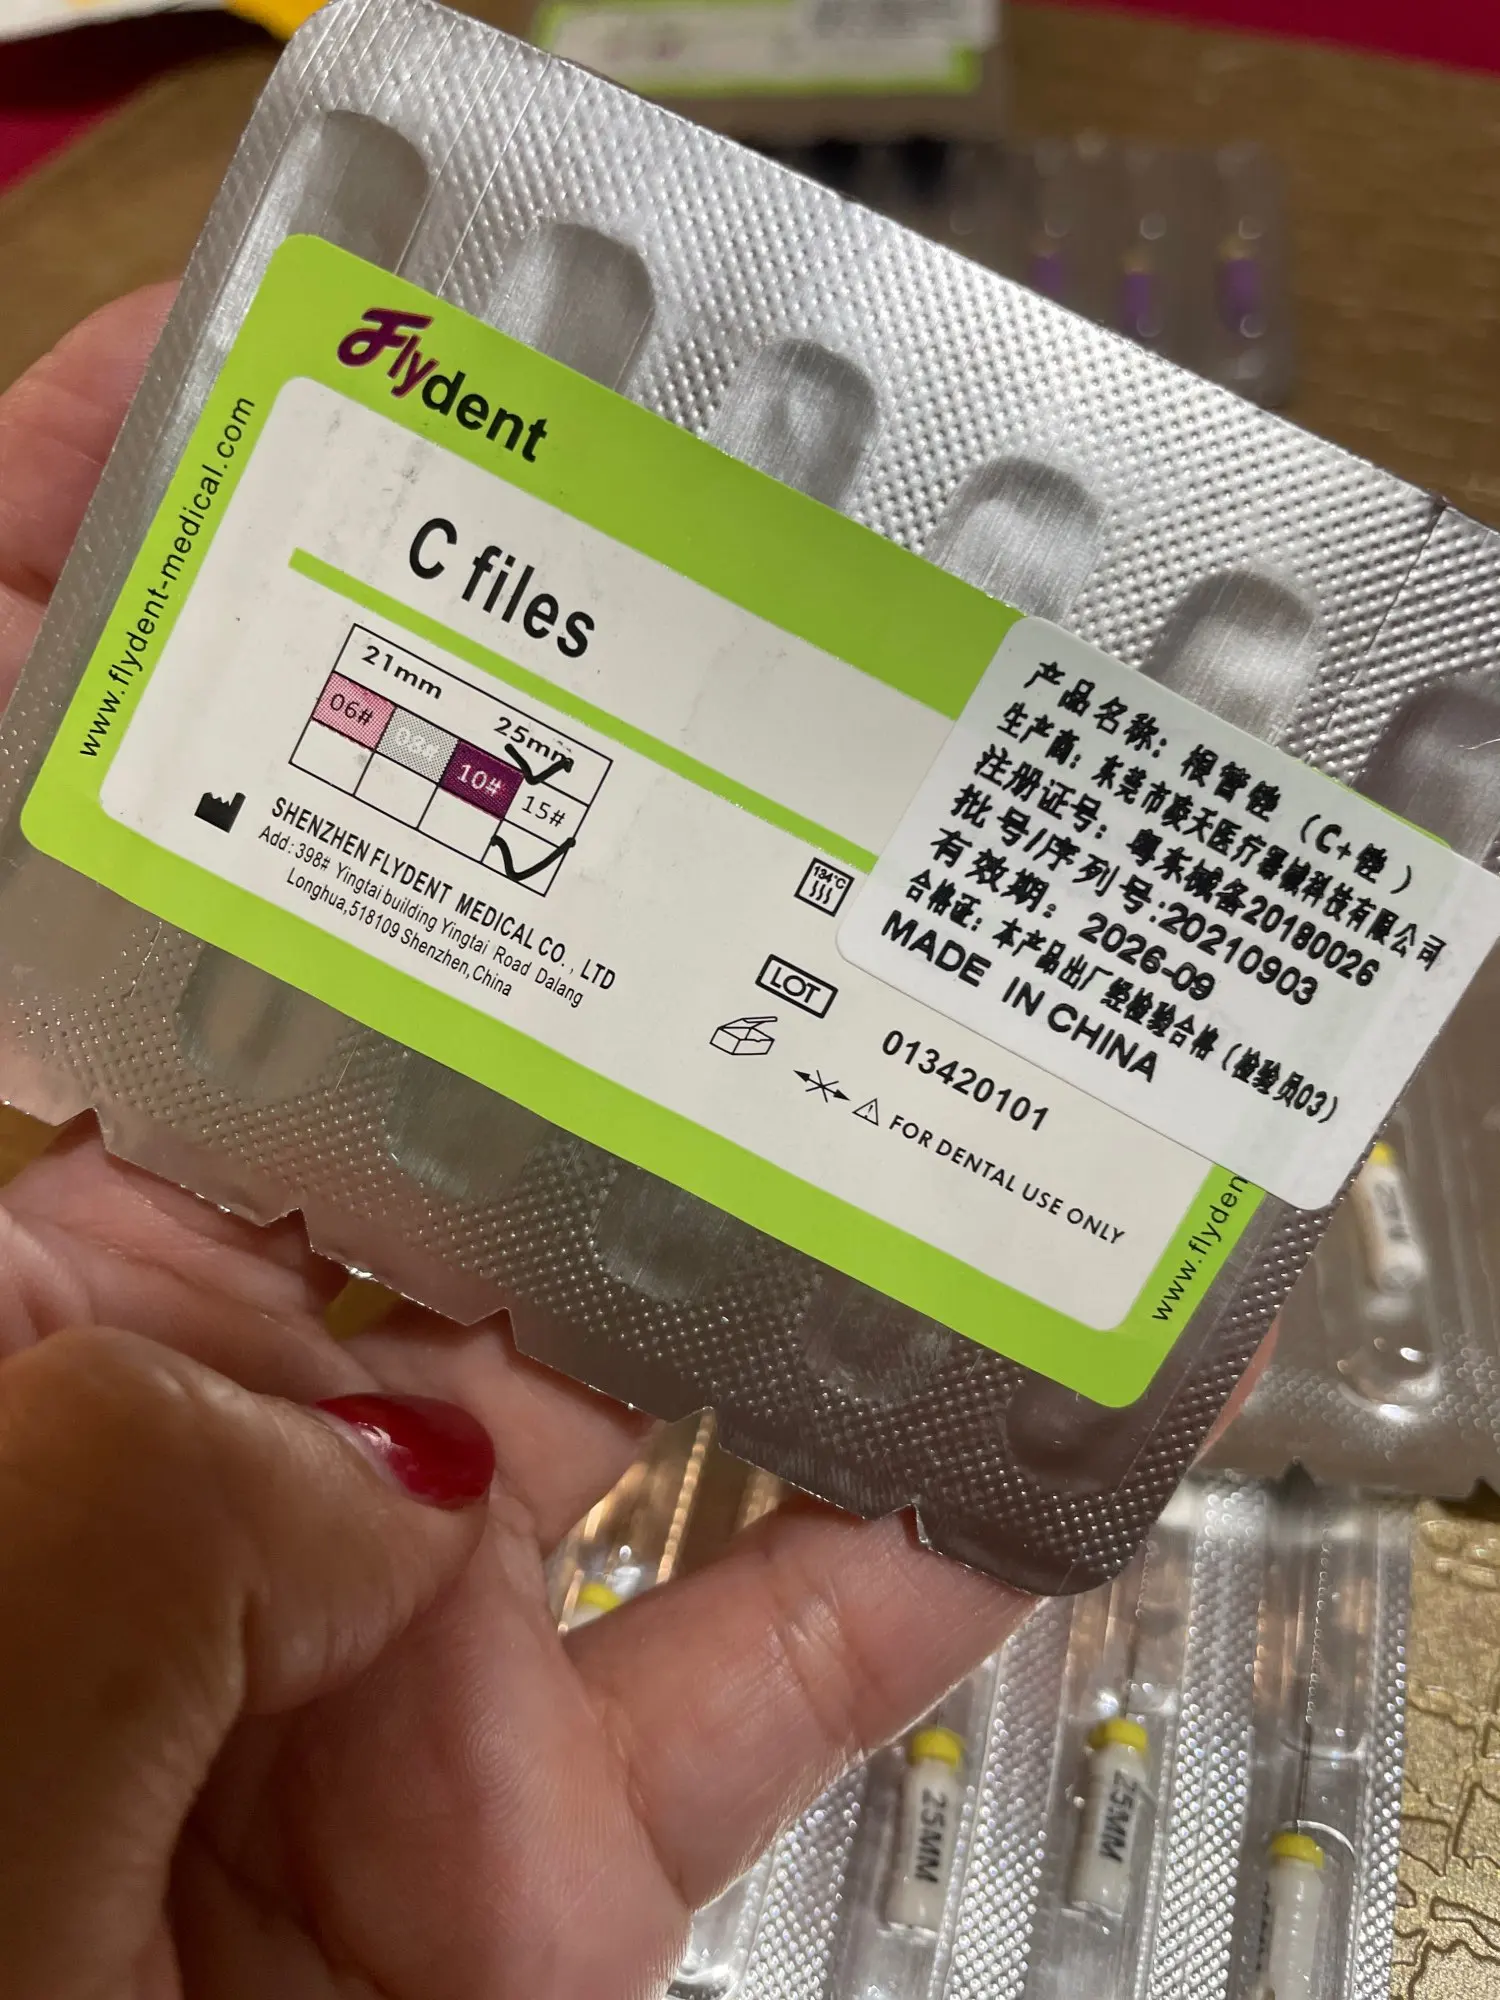 Flydent
www.flydent-medical.com
C files
21mm
25mm
06# 08# 10# 15#
SHENZHEN FLYDENT MEDICAL CO., LTD
Add:398# Yingtai building Yingtai Road Dalang
Longhua,518109 Shenzhen,China
134°C
LOT
013420101
FOR DENTAL USE ONLY
www.flyden
产品名称：根管锉（C+锉）
生产商：东莞市凌天医疗器械科技有限公司
注册证号：粤东械备20180026
批号/序列号:20210903
有效期：2026-09
合格证：本产品出厂经检验合格（检验员03）
MADE IN CHINA
25MM
25MM